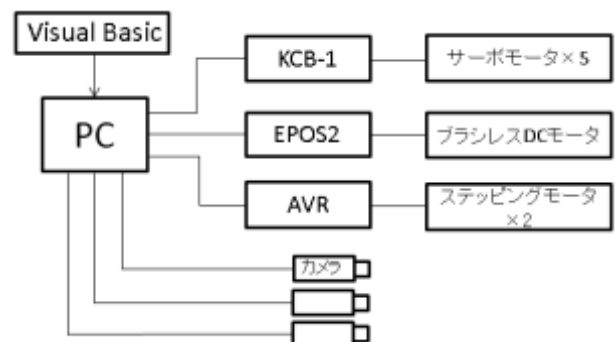 Visual Basic
KCB-1
サーボモータ×5
PC
EPOS2
ブラシレスDCモータ
AVR
ステッピングモータ
×2
カメラ